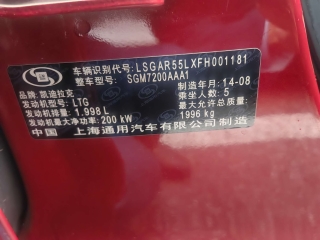 车辆识别代号: LSGAR55LXFH001181
整车型号: SGM7200AAA1
品牌: 凯迪拉克 制造年月: 14-08
发动机型号: LTG 乘坐人数: 5
发动机排量: 1.998 L 最大允许总质量:
发动机最大净功率: 200 kW 1996 kg
中国 上海通用汽车有限公司制造